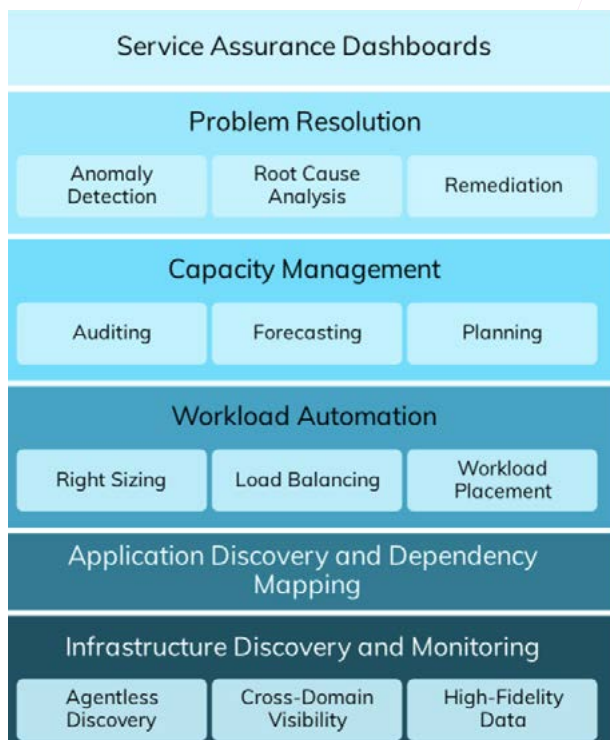 Service Assurance Dashboards
Problem Resolution
Anomaly
Detection
Root Cause
Analysis
Remediation
Capacity Management
Auditing
Forecasting
Planning
Workload Automation
Right Sizing
Load Balancing
Workload
Placement
Application Discovery and Dependency
Mapping
Infrastructure Discovery and Monitoring
Agentless
Discovery
Cross-Domain
Visibility
High-Fidelity
Data